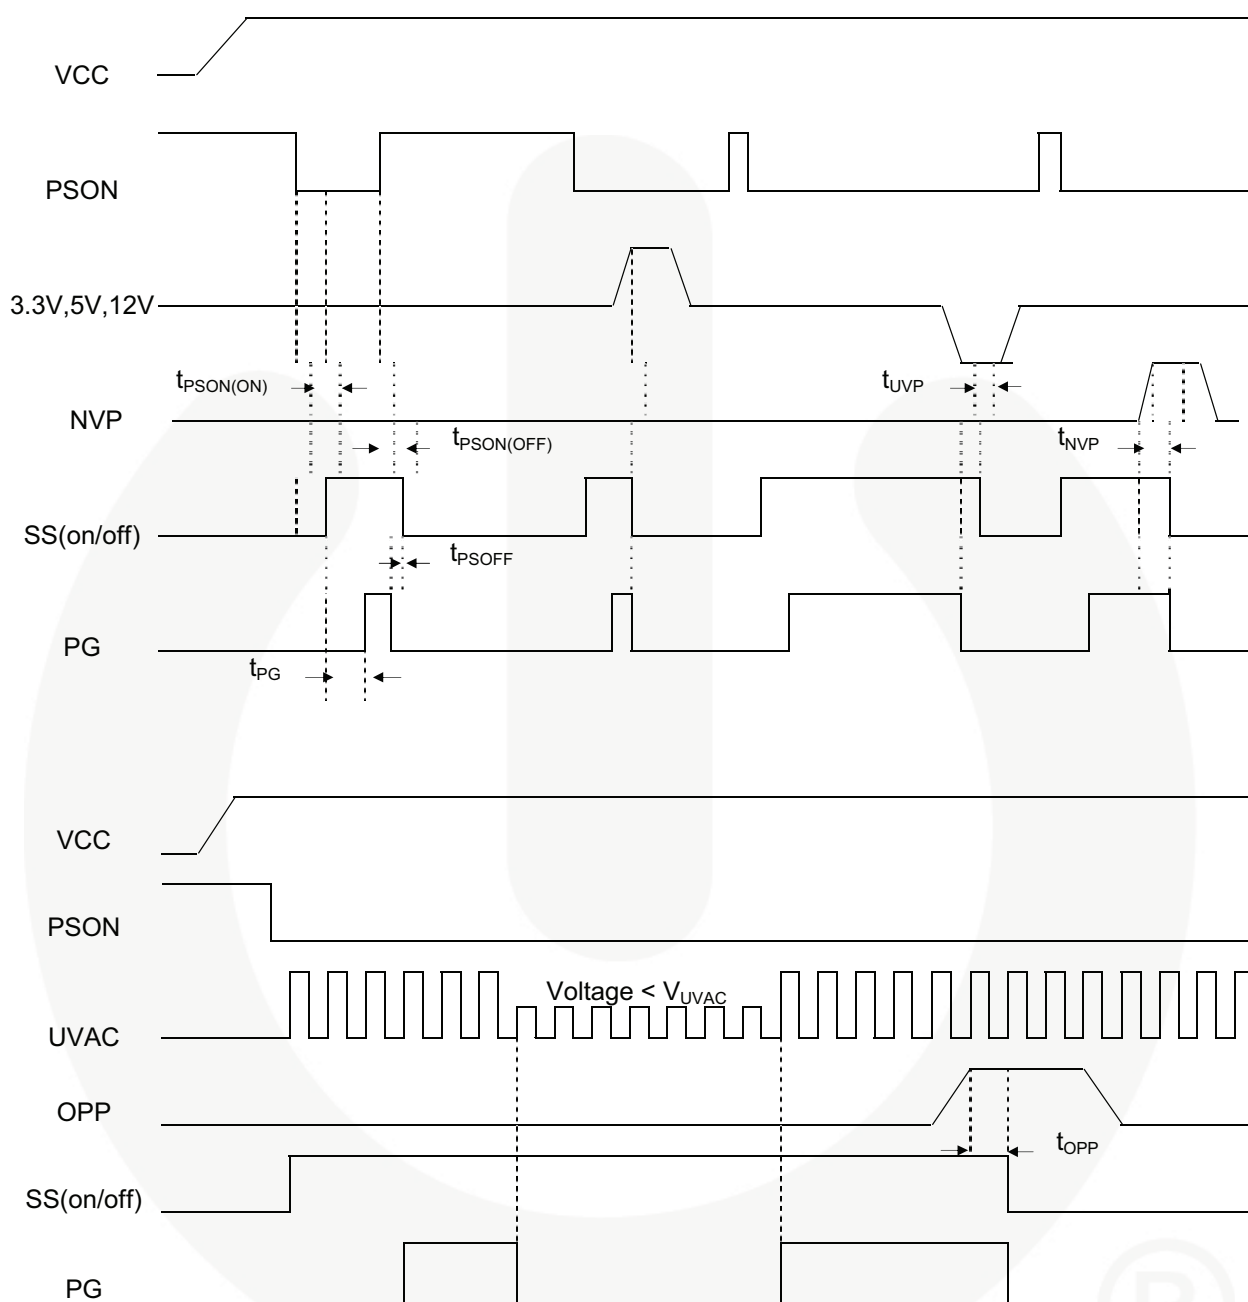 VCC
PSON
3.3V,5V,12V
tPSON(ON)
tUVP
NVP
tPSON(OFF)
tNVP
SS(on/off)
tPSOFF
PG
tPG
VCC
PSON
Voltage < VUVAC
UVAC
OPP
tOPP
SS(on/off)
PG
®